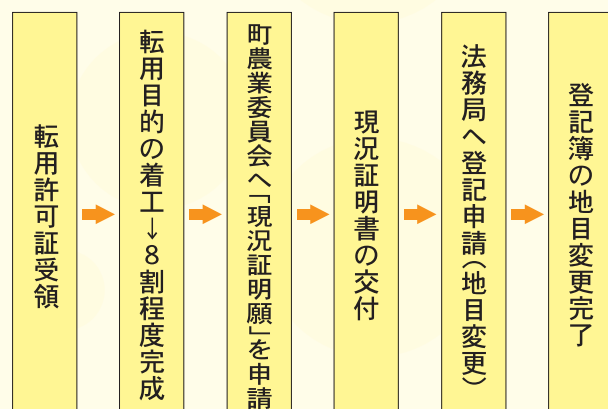 転用許可証受領
転用目的の着工→８割程度完成
町農業委員会へ「現況証明願」を申請
現況証明書の交付
法務局へ登記申請（地目変更）
登記簿の地目変更完了